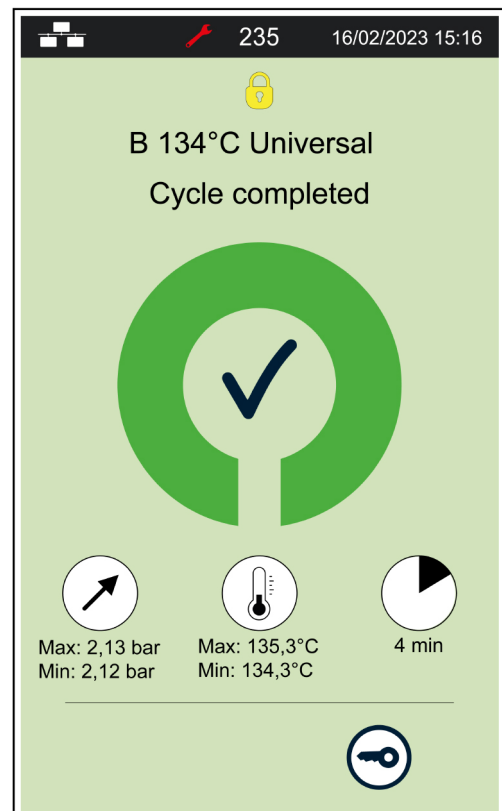 235 16/02/2023 15:16
B 134°C Universal
Cycle completed
Max: 2,13 bar
Min: 2,12 bar
Max: 135,3°C
Min: 134,3°C
4 min